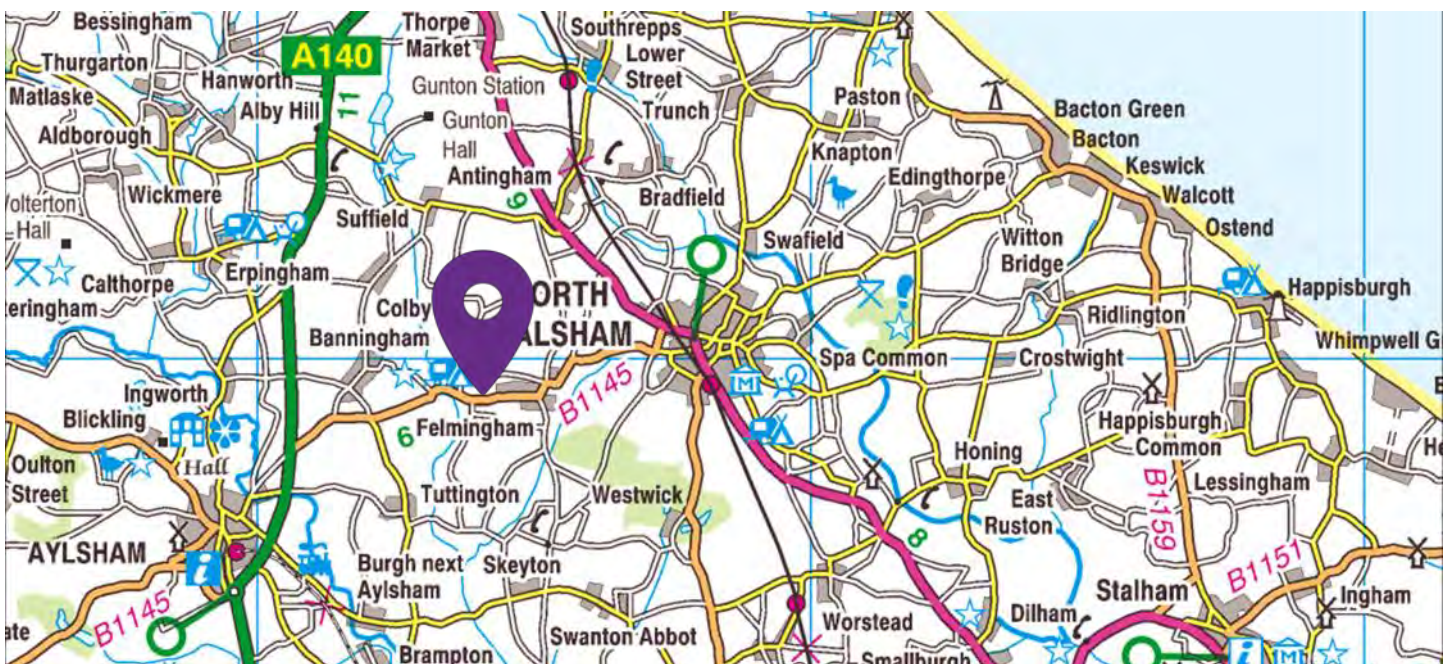 Bessingham
Thorpe
Market
Southrepps
Lower
Street
A140
Thurgarton
Hanworth
Gunton Station
Matlaske
Alby Hill
11
Trunch
Paston
Bacton Green
Aldborough
Gunton
Hall
Bacton
Knapton
Keswick
Antingham
Edingthorpe
Wickmere
9
Bradfield
Walcott
Hall
Suffield
Ostend
Swafield
Witton
Bridge
Erpingham
Calthorpe
Happisburgh
Colby
ORTH
ALSHAM
Ridlington
Banningham
Whimpwell G
Spa Common
Crostwight
M
Ingworth
B1145
Blickling
Felmingham
6
Happisburgh
Common
Hall
Honing
Oulton
Street
Tuttington
Westwick
Lessingham
East
Ruston
B1159
8
AYLSHAM
i
Burgh next
Aylsham
Skeyton
B1151
Stalham
Ingham
B1145
Dilham
Worstead
Swanton Abbot
Brampton
Smallburgh
i
M